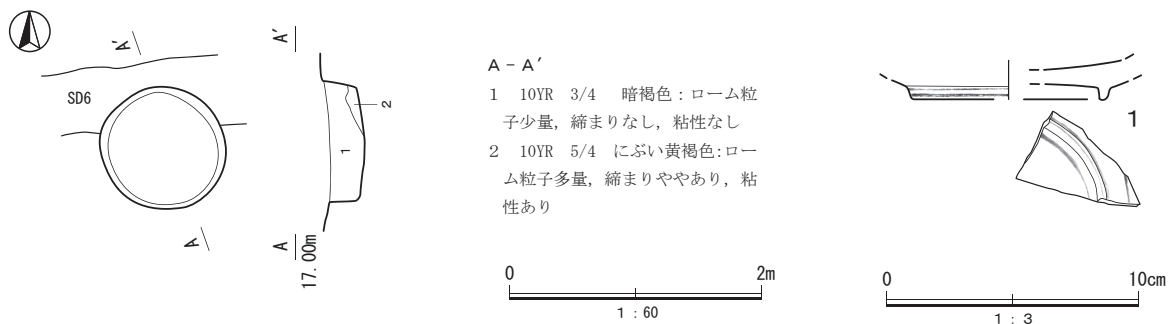 A′
SD6
A
A′
2
1
A
17.00m
A－A′
1　10YR　3/4　暗褐色：ローム粒
子少量，締まりなし，粘性なし
2　10YR　5/4　にぶい黄褐色:ロー
ム粒子多量，締まりややあり，粘
性あり
0　2m
1 : 60
1
0　10cm
1 : 3